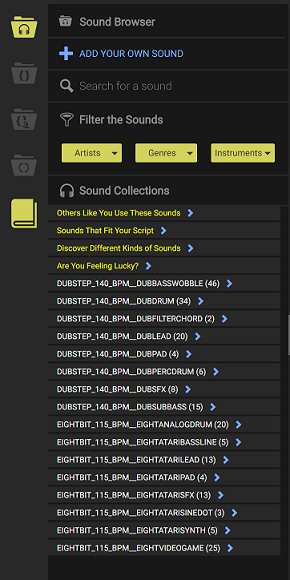 Sound Browser
ADD YOUR OWN SOUND
Search for a sound
Filter the Sounds
Artists Genres Instruments
Sound Collections
Others Like You Use These Sounds
Sounds That Fit Your Script
Discover Different Kinds of Sounds
Are You Feeling Lucky?
DUBSTEP_140_BPM__DUBBASSWOBBLE (46)
DUBSTEP_140_BPM__DUBDRUM (34)
DUBSTEP_140_BPM__DUBFILTERCHORD (2)
DUBSTEP_140_BPM__DUBLEAD (20)
DUBSTEP_140_BPM__DUBPAD (4)
DUBSTEP_140_BPM__DUBPERCDRUM (6)
DUBSTEP_140_BPM__DUBSFX (8)
DUBSTEP_140_BPM__DUBSUBBASS (15)
EIGHTBIT_115_BPM__EIGHTANALOGDRUM (20)
EIGHTBIT_115_BPM__EIGHTATARIBASSLINE (5)
EIGHTBIT_115_BPM__EIGHTATARILEAD (13)
EIGHTBIT_115_BPM__EIGHTATARIPAD (4)
EIGHTBIT_115_BPM__EIGHTATARISFX (13)
EIGHTBIT_115_BPM__EIGHTATARISINEDOT (3)
EIGHTBIT_115_BPM__EIGHTATARISYNTH (5)
EIGHTBIT_115_BPM__EIGHTVIDEOGAME (25)